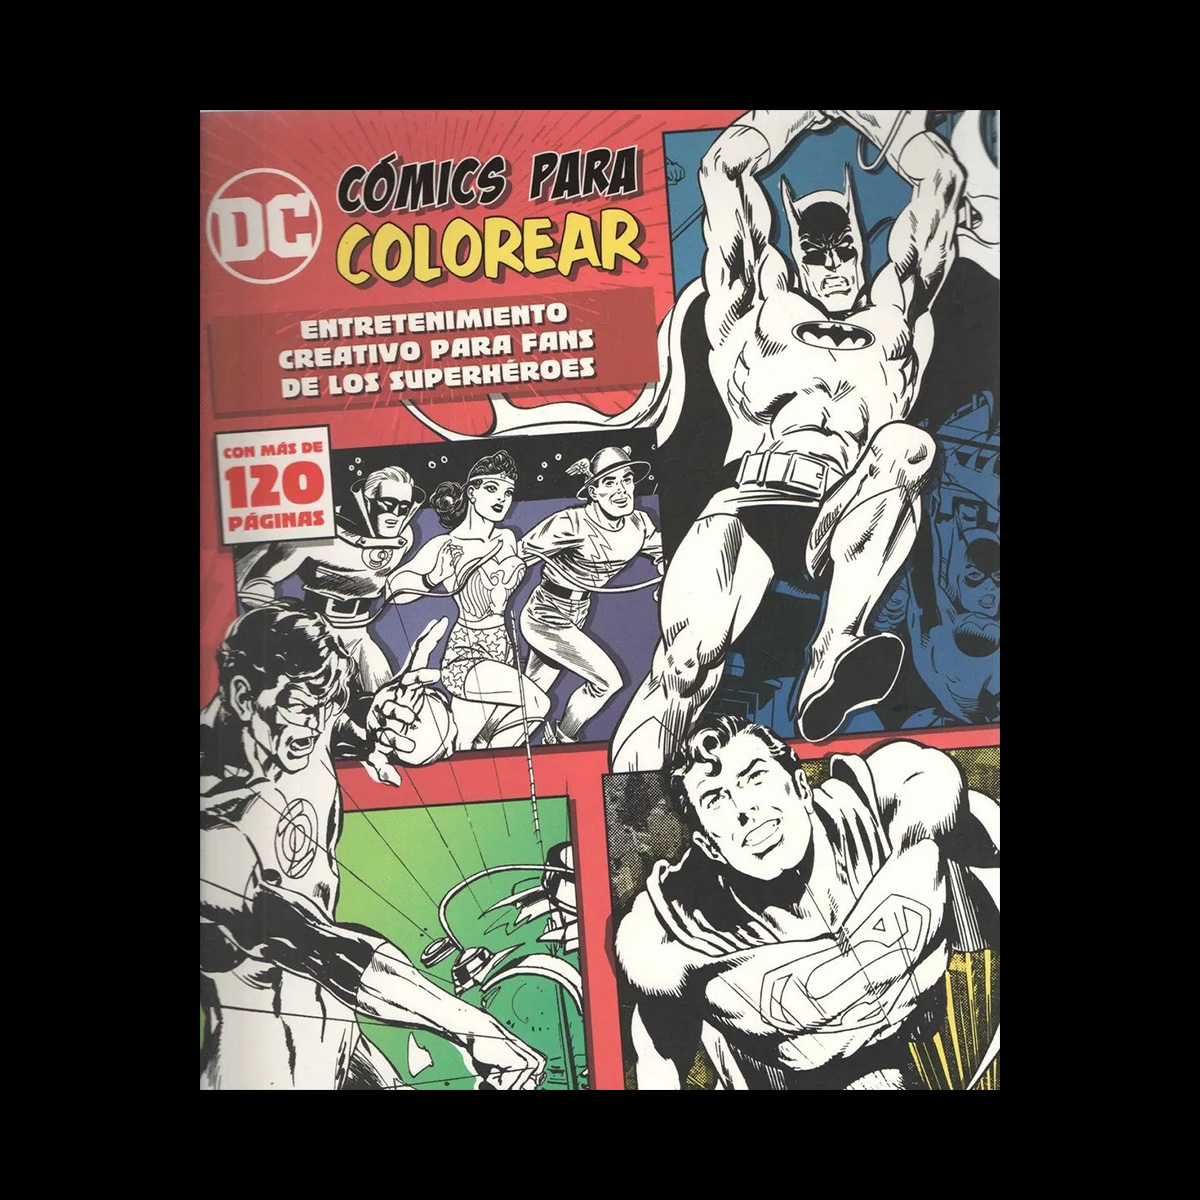 DC
CÓMICS PARA
COLOREAR
ENTRETENIMIENTO
CREATIVO PARA FANS
DE LOS SUPERHÉROES
CON MÁS DE
120
PÁGINAS